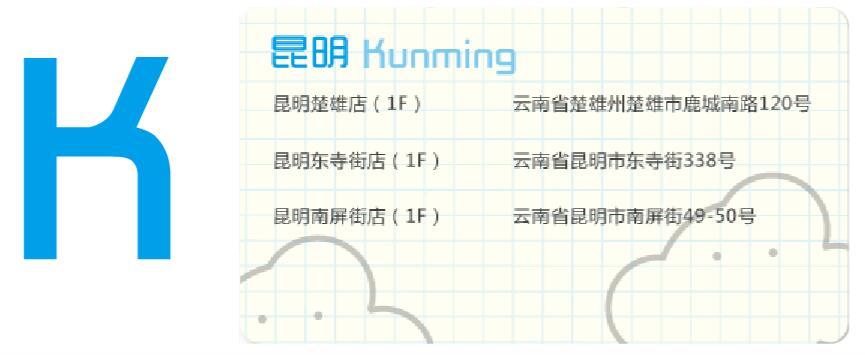 K
昆明 Kunming
昆明楚雄店（1F） 云南省楚雄州楚雄市鹿城南路120号
昆明东寺街店（1F） 云南省昆明市东寺街338号
昆明南屏街店（1F） 云南省昆明市南屏街49-50号